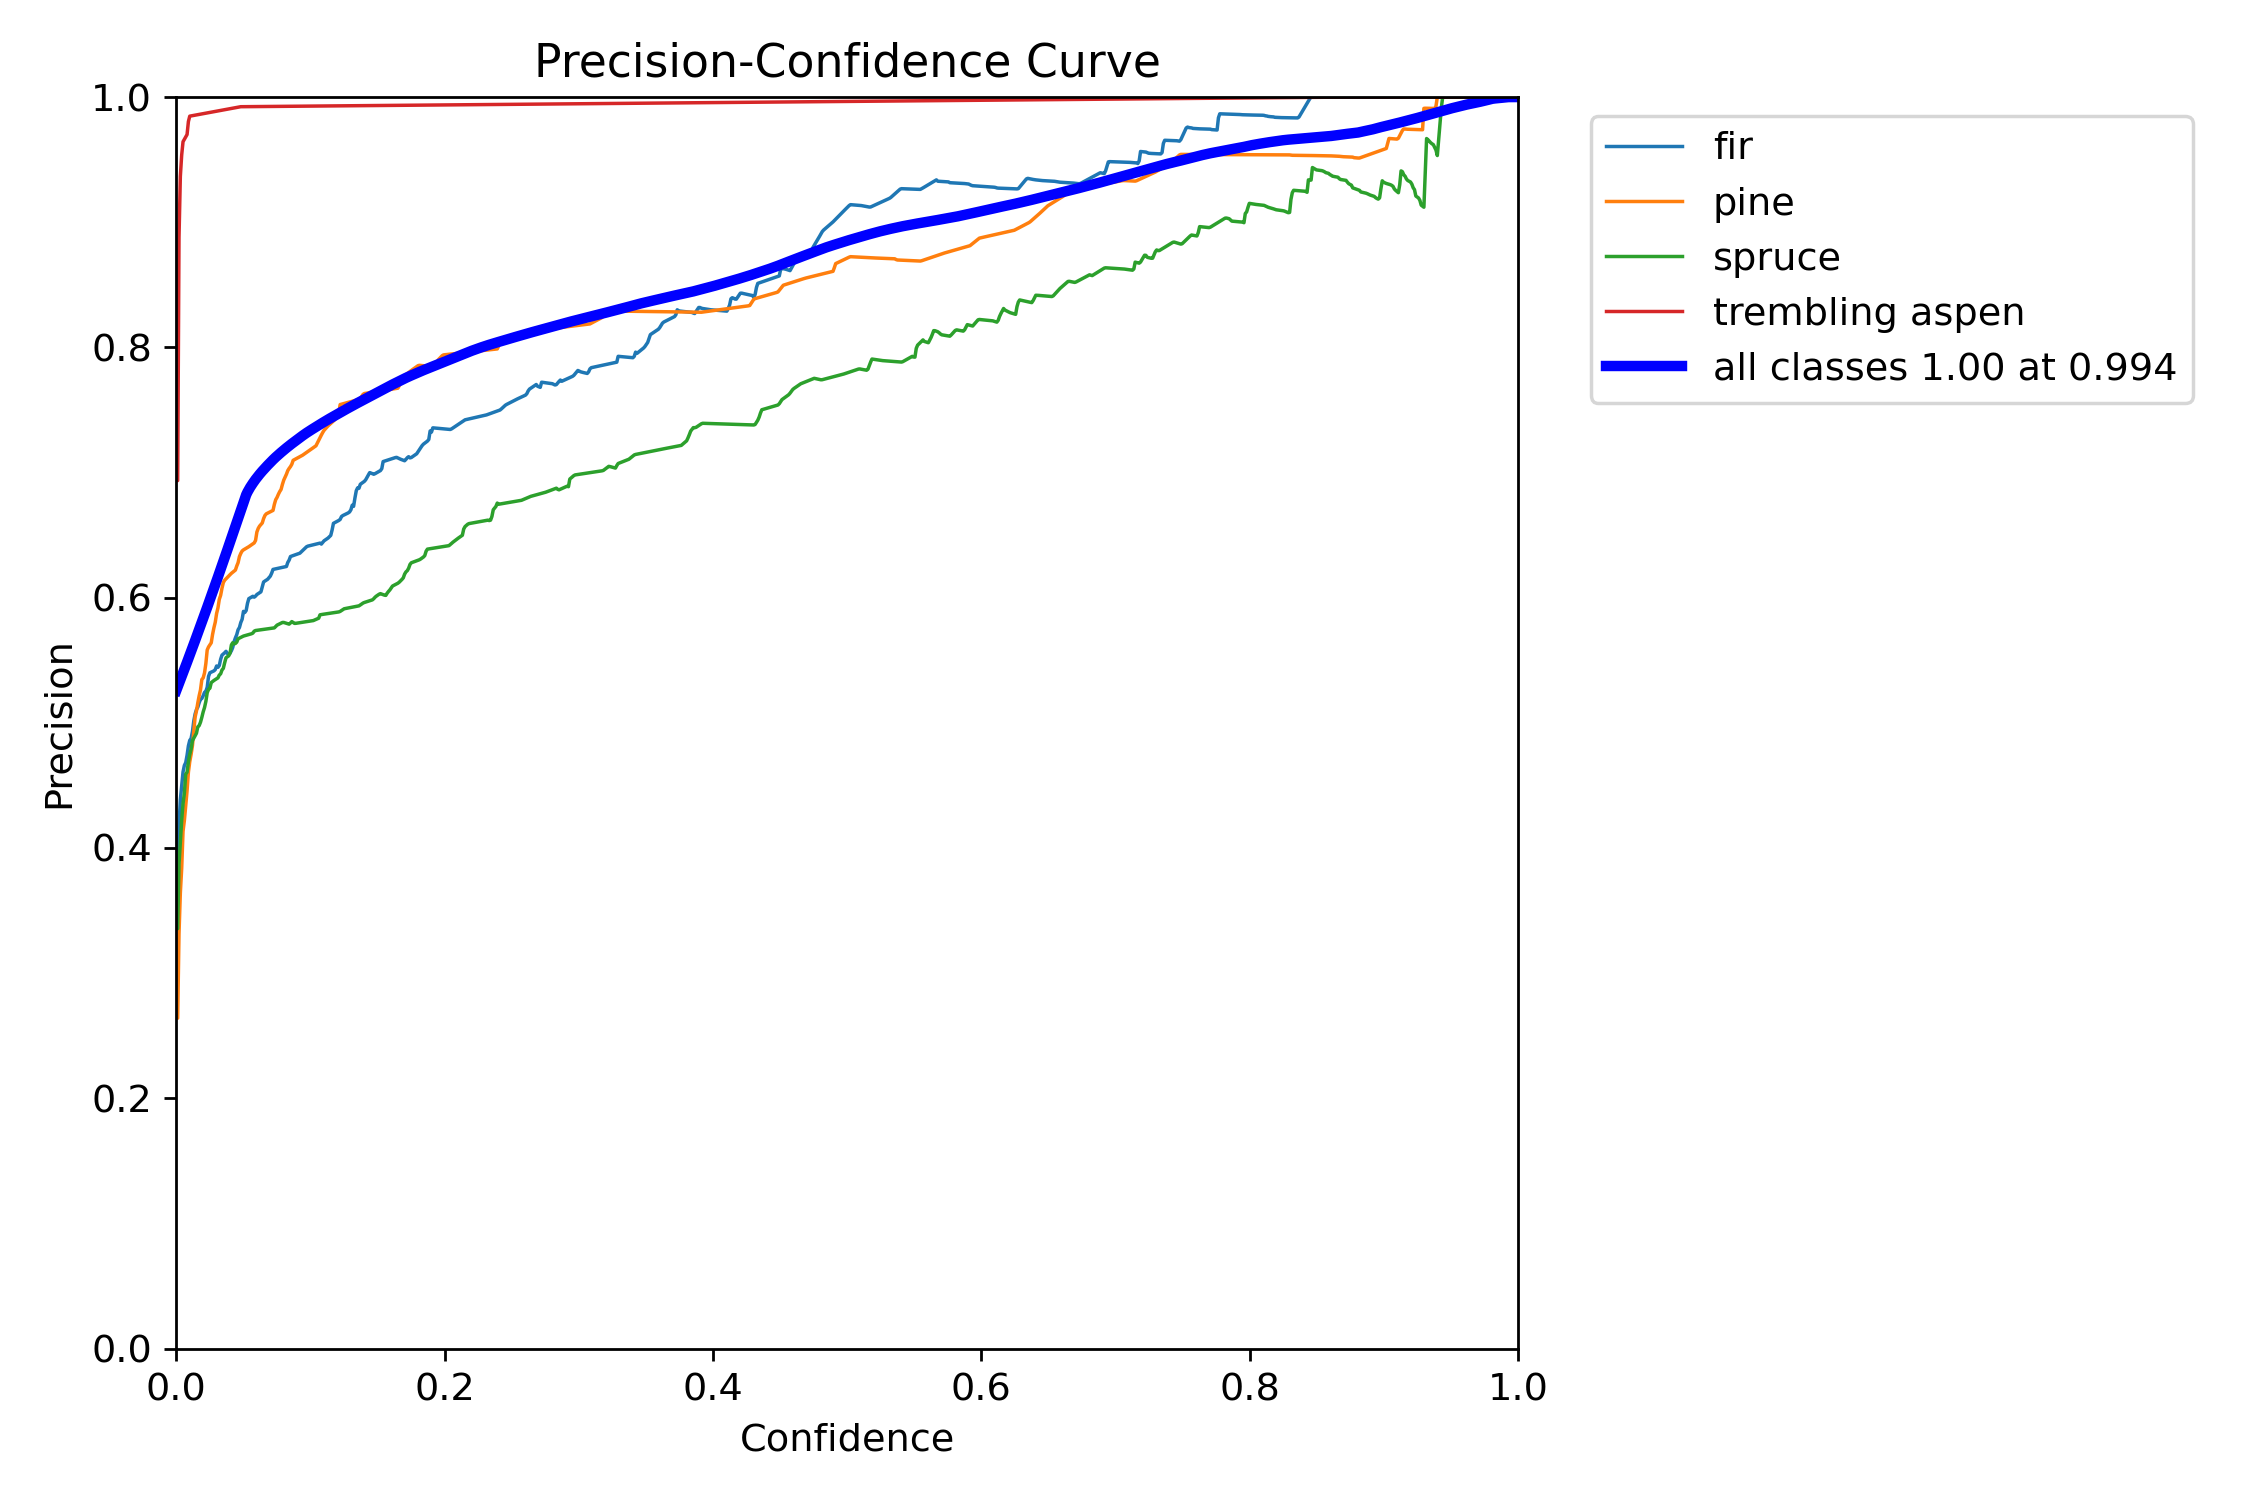 Precision-Confidence Curve
1.0
0.8
0.6
0.4
0.2
0.0
Precision
0.0 0.2 0.4 0.6 0.8 1.0
Confidence
fir
pine
spruce
trembling aspen
all classes 1.00 at 0.994